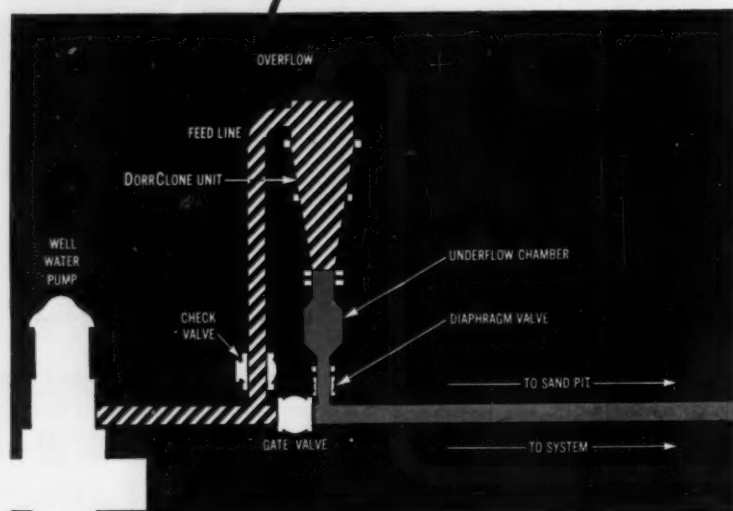 OVERFLOW
FEED LINE
DORRCLONE UNIT
WELL
WATER
PUMP
UNDERFLOW CHAMBER
CHECK
VALVE
DIAPHRAGM VALVE
TO SAND PIT
GATE VALVE
TO SYSTEM